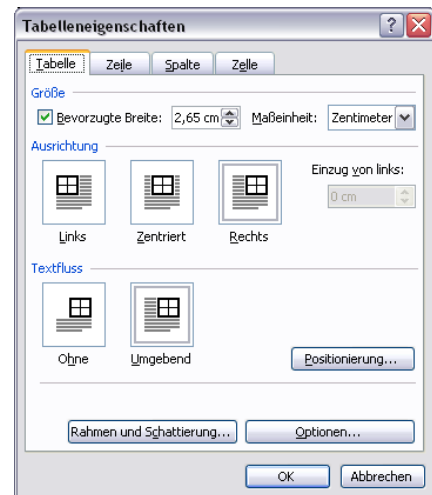 Tabelleneigenschaften
Tabelle Zeile Spalte Zelle
Größe
Bevorzugte Breite: 2,65 cm Maßeinheit: Zentimeter
Ausrichtung
Einzug von links:
0 cm
Links Zentriert Rechts
Textfluss
Ohne Umgebend Positionierung...
Rahmen und Schattierung... Optionen...
OK Abbrechen